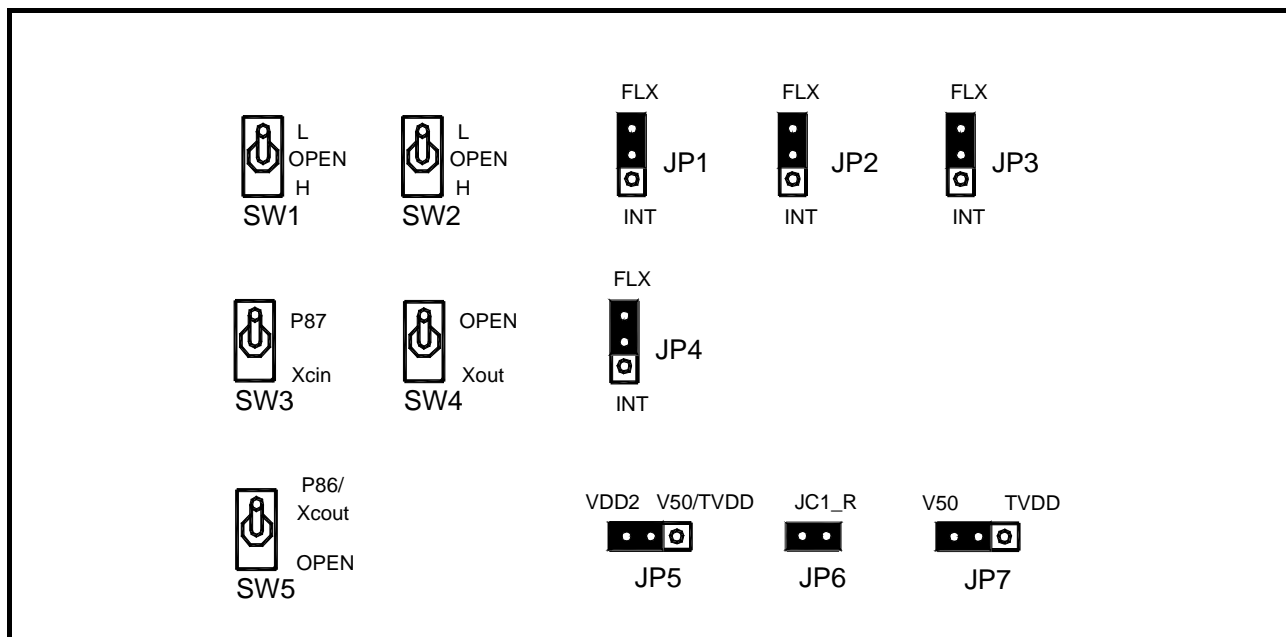 FLX FLX FLX
L L
OPEN OPEN JP1 JP2 JP3
H H
SW1 SW2 INT INT INT
FLX
P87 OPEN
JP4
Xcin Xout
SW3 SW4 INT
P86/
Xcout VDD2 V50/TVDD JC1_R V50 TVDD
OPEN
SW5 JP5 JP6 JP7